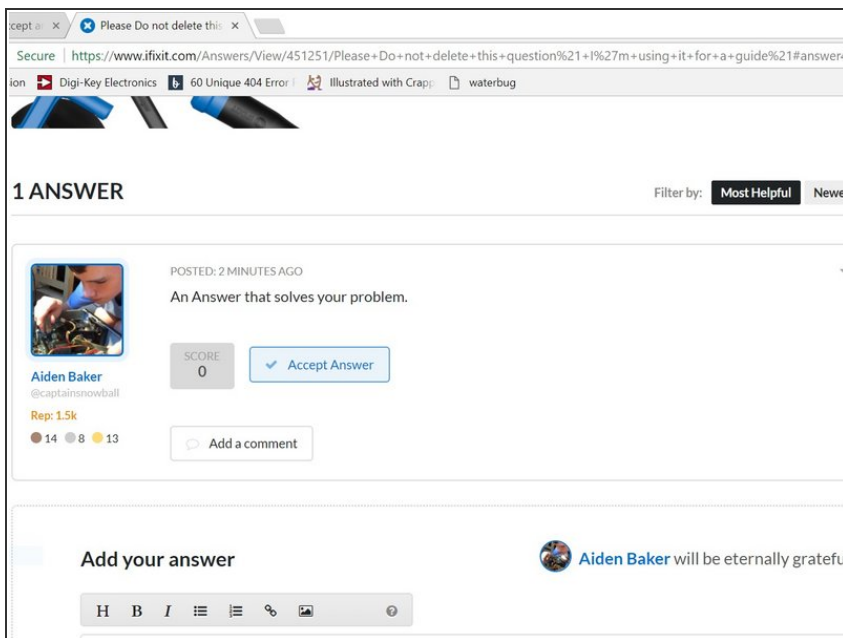 cept a
Please Do not delete this
Secure https://www.ifixit.com/Answers/View/451251/Please+Do+not+delete+this+question%21+I%27m+using+it+for+a+guide%21#answer4
ion Digi-Key Electronics 60 Unique 404 Error Illustrated with Crapp waterbug
1 ANSWER
Filter by: Most Helpful Newe
POSTED: 2 MINUTES AGO
An Answer that solves your problem.
SCORE
0
Accept Answer
Aiden Baker
@captainsnowball
Rep: 1.5k
14 8 13
Add a comment
Add your answer
Aiden Baker will be eternally gratefu
H B I